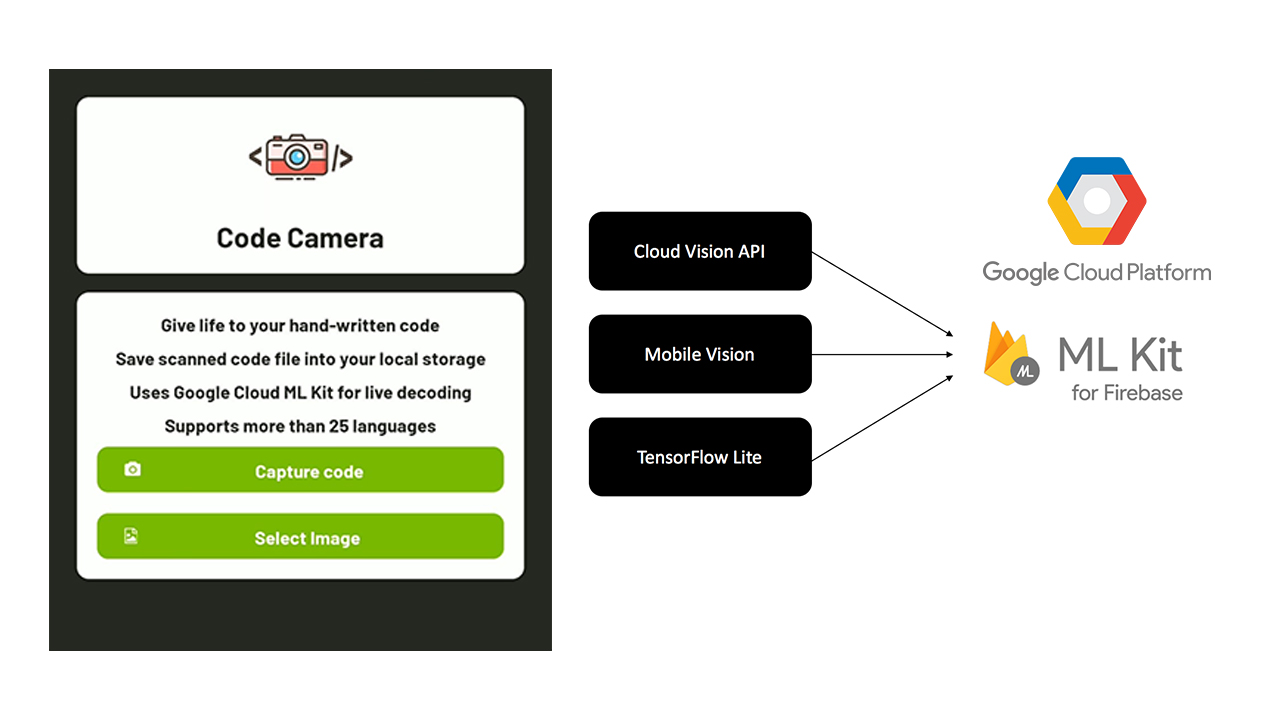 Code Camera
Give life to your hand-written code
Save scanned code file into your local storage
Uses Google Cloud ML Kit for live decoding
Supports more than 25 languages
Capture code
Select Image
Cloud Vision API
Mobile Vision
TensorFlow Lite
Google Cloud Platform
ML
ML Kit
for Firebase